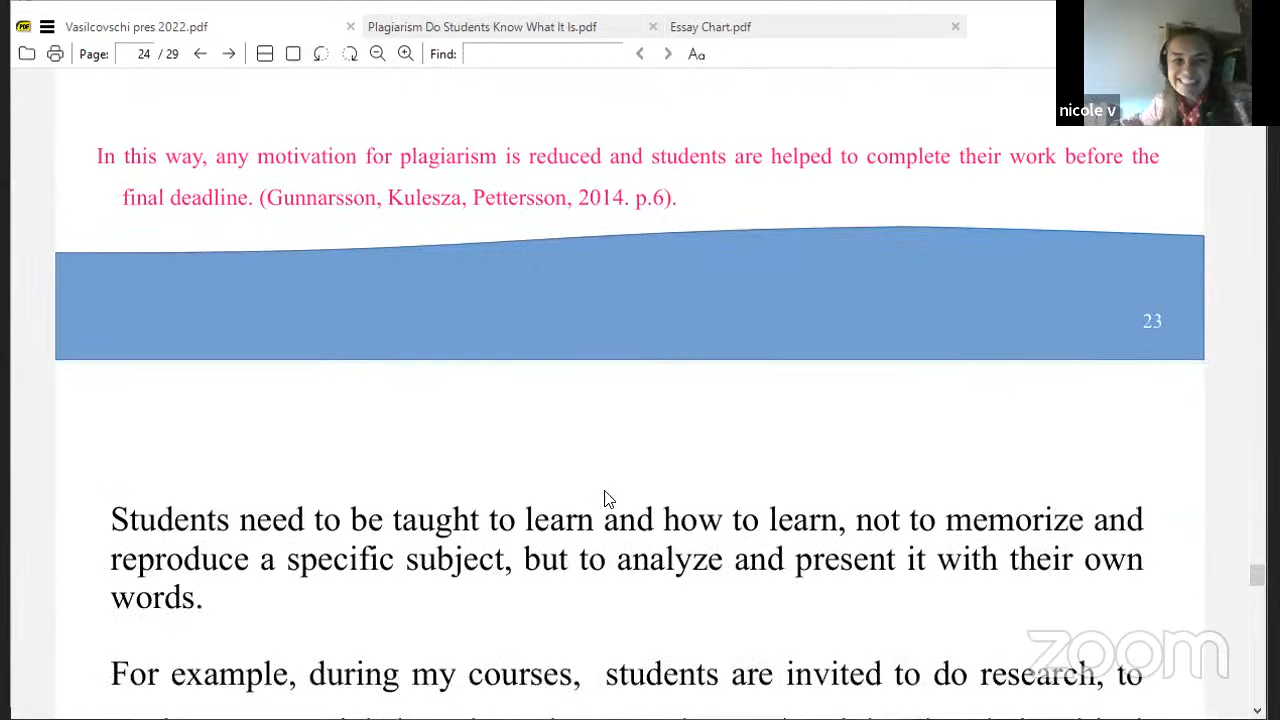 Vasilcovschi pres 2022.pdf
Plagiarism Do Students Know What It Is.pdf
Essay Chart.pdf
Page: 24 / 29
Find:
Aa
nicole v
In this way, any motivation for plagiarism is reduced and students are helped to complete their work before the
final deadline. (Gunnarsson, Kulesza, Pettersson, 2014. p.6).
23
Students need to be taught to learn and how to learn, not to memorize and
reproduce a specific subject, but to analyze and present it with their own
words.
For example, during my courses, students are invited to do research, to
zoom